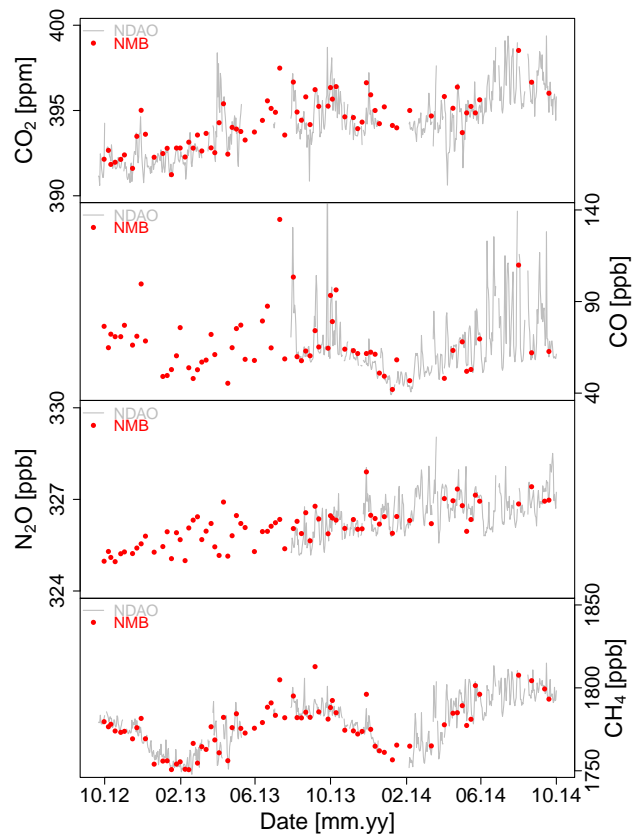 400
395
390
CO₂ [ppm]
NDAO
NMB
140
90
40
CO [ppb]
NDAO
NMB
330
327
324
N₂O [ppb]
NDAO
NMB
1850
1800
1750
CH₄ [ppb]
NDAO
NMB
10.12 02.13 06.13 10.13 02.14 06.14 10.14
Date [mm.yy]